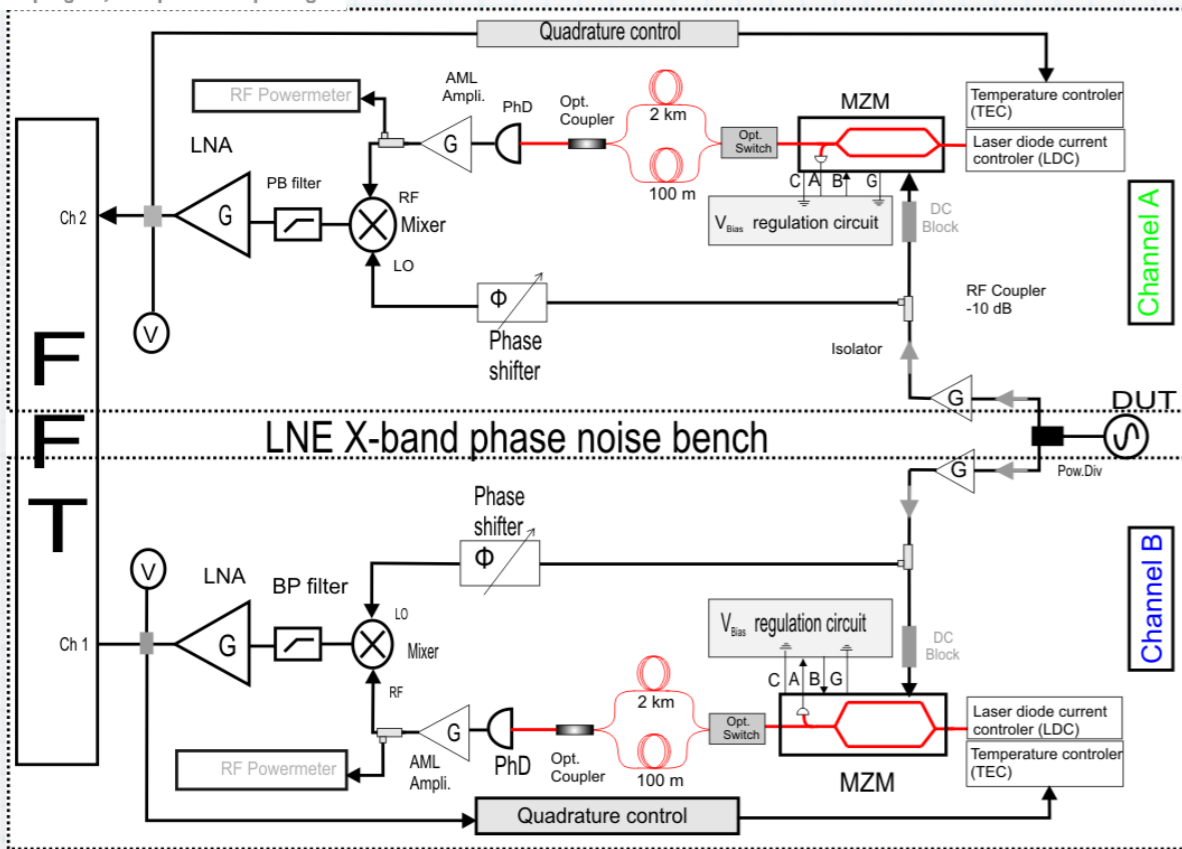 Quadrature control
Temperature controler
(TEC)
Laser diode current
controler (LDC)
RF Powermeter
AML
Ampli.
PhD
Opt.
Coupler
2 km
100 m
Opt.
Switch
MZM
C A B G
VBias regulation circuit
DC
Block
LNA
G
PB filter
G
RF
Mixer
LO
Ch 2
V
Φ
Phase
shifter
RF Coupler
-10 dB
Isolator
G
Channel A
FFT
LNE X-band phase noise bench
DUT
Pow.Div
G
Phase
shifter
Φ
V
LNA
BP filter
G
LO
Mixer
RF
Ch 1
VBias regulation circuit
C A B G
DC
Block
Channel B
2 km
100 m
Opt.
Switch
MZM
Laser diode current
controler (LDC)
Temperature controler
(TEC)
G
AML
Ampli.
PhD
Opt.
Coupler
RF Powermeter
Quadrature control